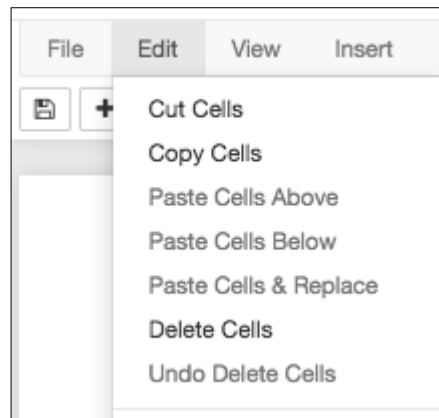 File Edit View Insert
Cut Cells
Copy Cells
Paste Cells Above
Paste Cells Below
Paste Cells & Replace
Delete Cells
Undo Delete Cells